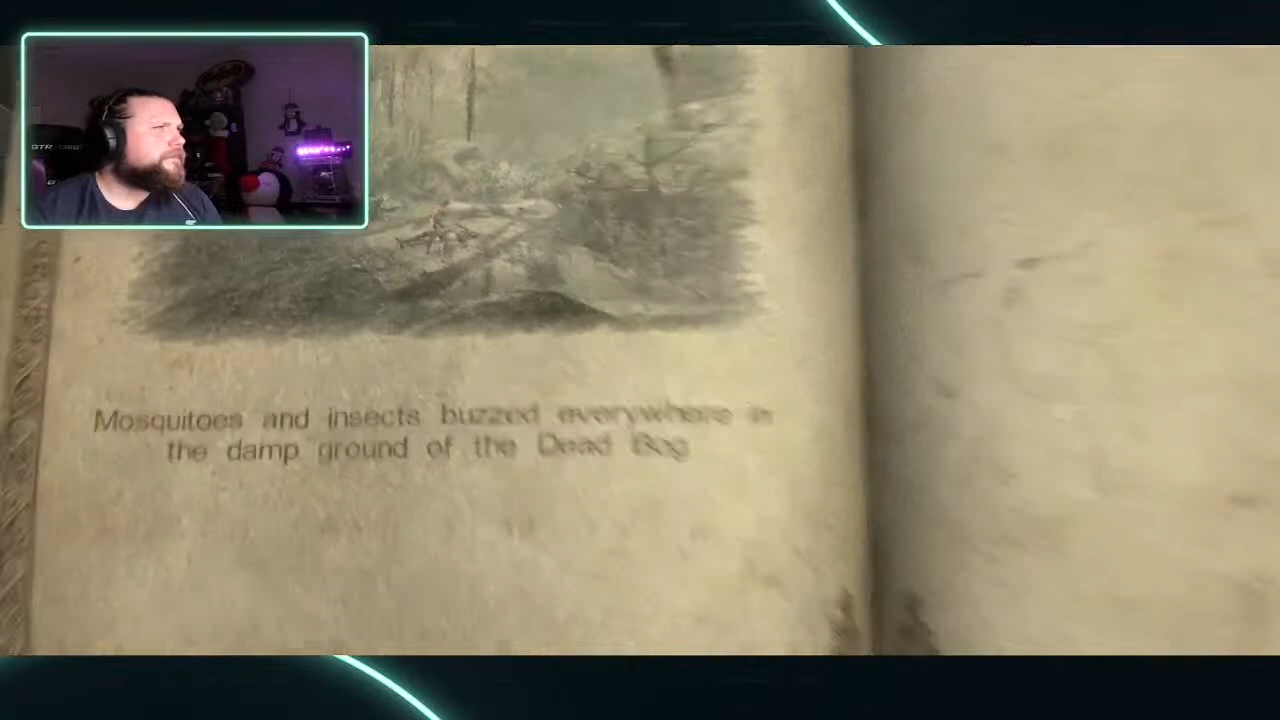 Mosquitoes and insects buzzed everywhere in
the damp ground of the Dead Bog